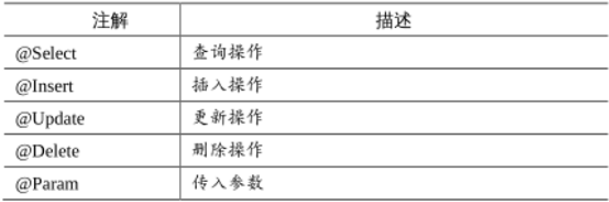 注解 描述
@Select 查询操作
@Insert 插入操作
@Update 更新操作
@Delete 删除操作
@Param 传入参数